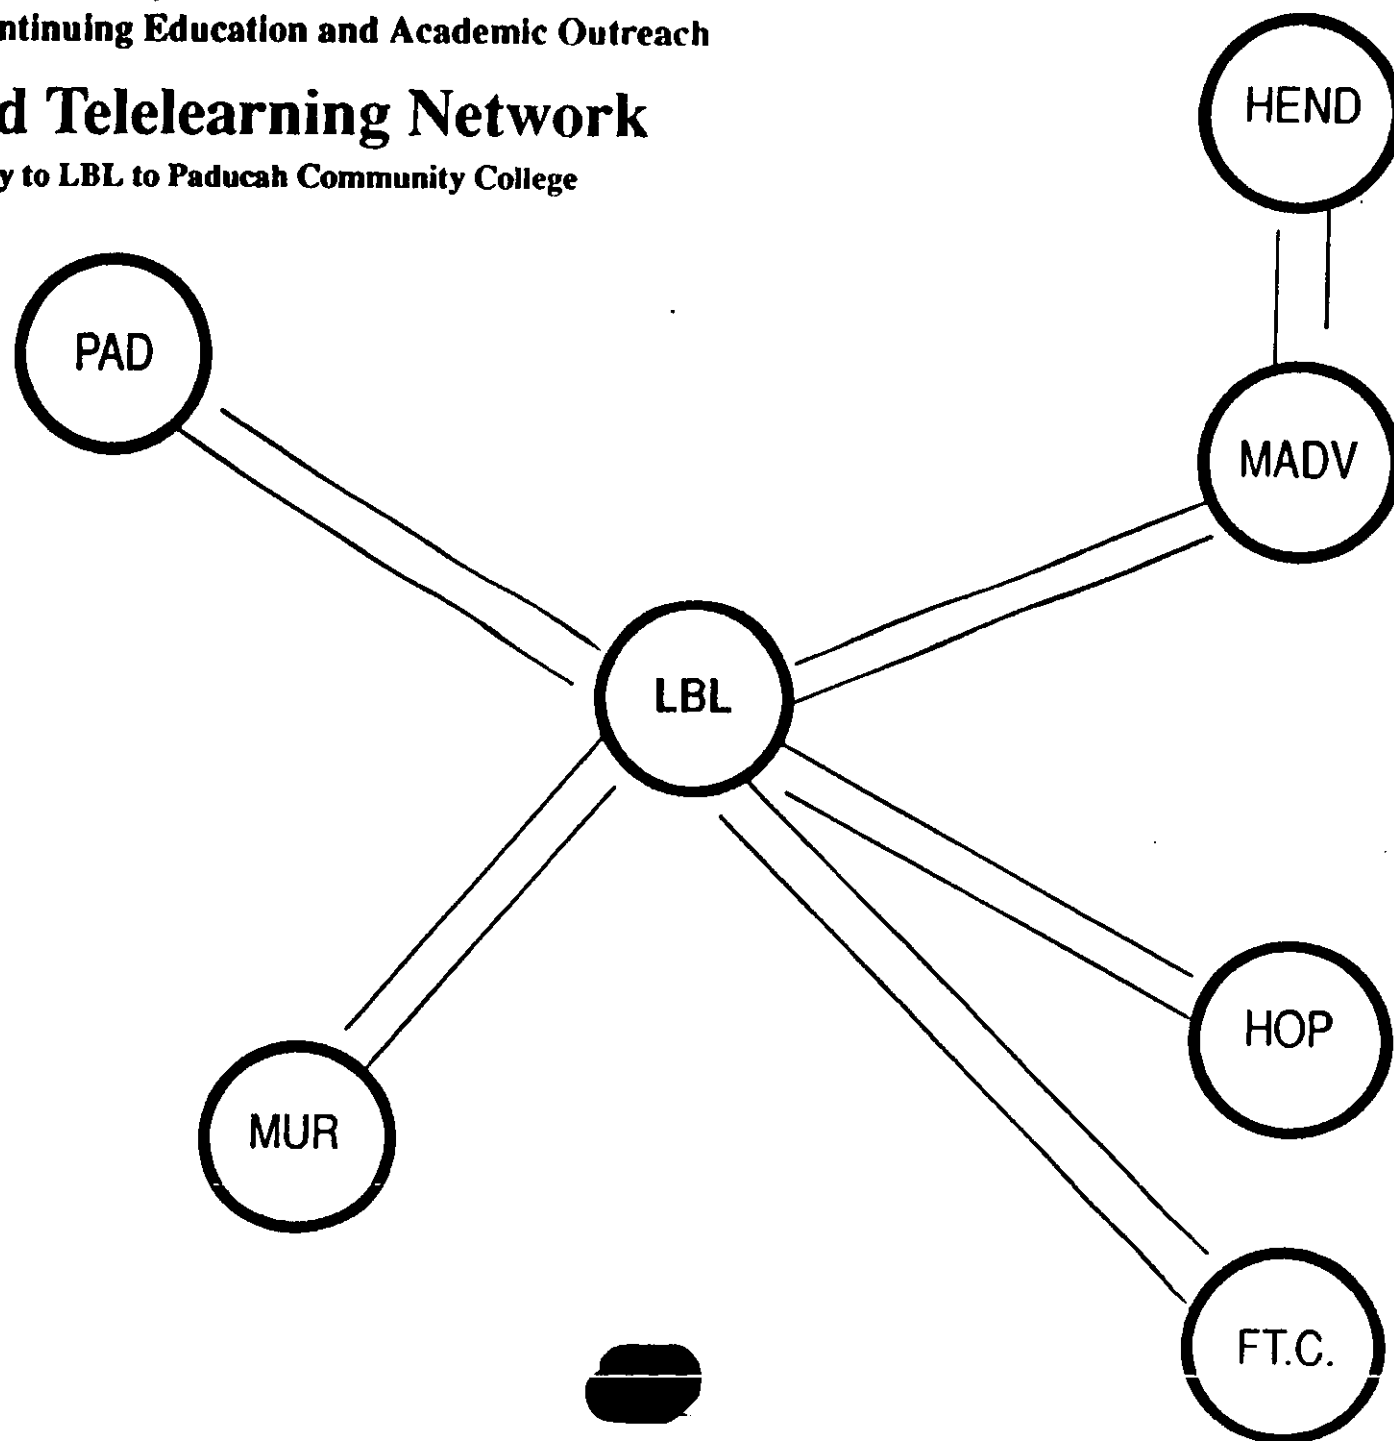 ntinuing Education and Academic Outreach
d Telelearning Network
y to LBL to Paducah Community College
HEND
PAD
MADV
LBL
HOP
MUR
FT.C.